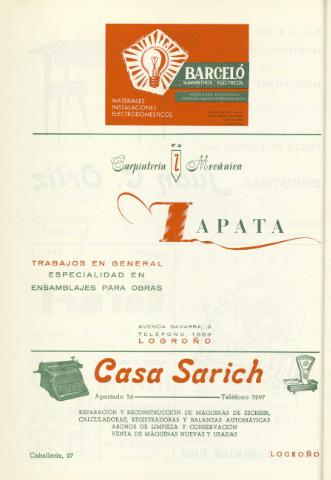 BARCELÓ
SUMINISTROS ELECTRICOS
MATERIALES
INSTALACIONES
ELECTRODOMESTICOS
Carpintería Z Mecánica
ZAPATA
TRABAJOS EN GENERAL
ESPECIALIDAD EN
ENSAMBLAJES PARA OBRAS
AVENIDA NAVARRA, 2
TELÉFONO, 1069
LOGROÑO
Casa Sarich
Apartado 56 Teléfono 3297
REPARACIÓN Y RECONSTRUCCIÓN DE MAQUINAS DE ESCRIBIR,
CALCULADORAS, REGISTRADORAS Y BALANZAS AUTOMÁTICAS
ABONOS DE LIMPIEZA Y CONSERVACIÓN
VENTA DE MÁQUINAS NUEVAS Y USADAS
Caballería, 27 LOGROÑO